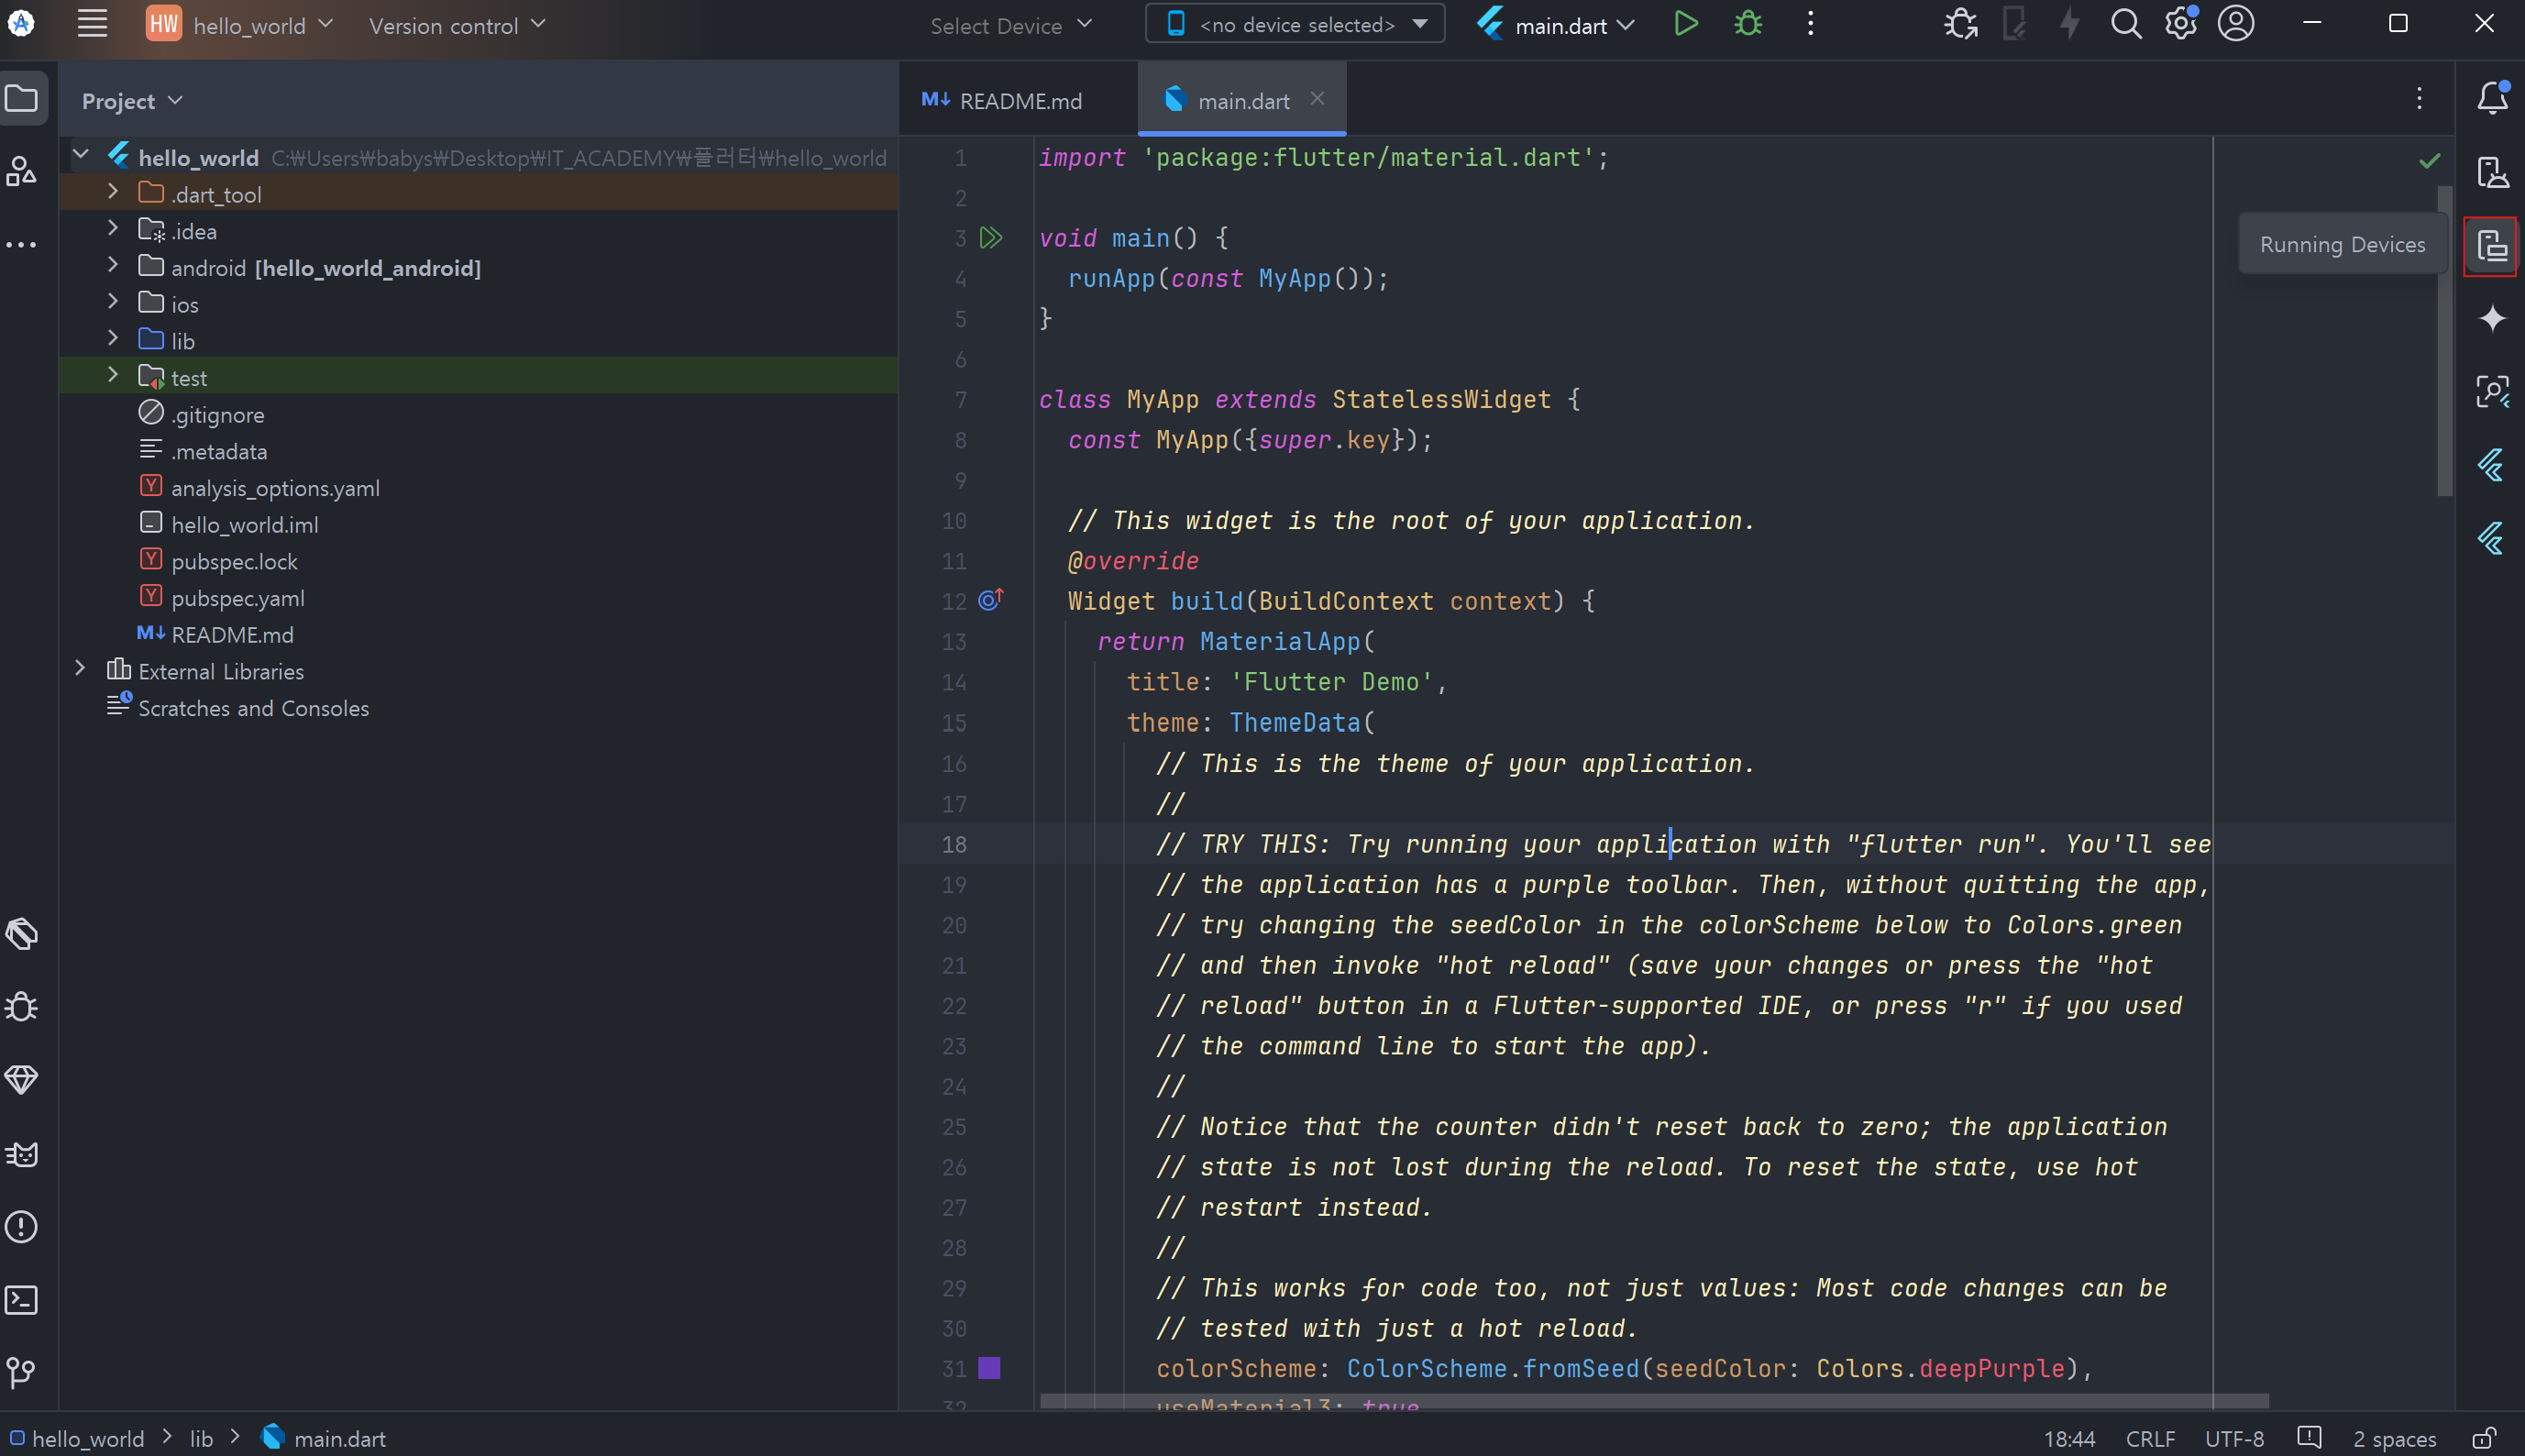 HW hello_world Version control Select Device <no device selected> main.dart
Project
README.md main.dart
hello_world C:₩Users₩babys₩Desktop₩IT_ACADEMY₩플러터₩hello_world
.dart_tool
.idea
android [hello_world_android]
ios
lib
test
.gitignore
.metadata
analysis_options.yaml
hello_world.iml
pubspec.lock
pubspec.yaml
README.md
External Libraries
Scratches and Consoles
1 import 'package:flutter/material.dart';
2
3 void main() {
4 runApp(const MyApp());
5 }
6
7 class MyApp extends StatelessWidget {
8 const MyApp({super.key});
9
10 // This widget is the root of your application.
11 @override
12 Widget build(BuildContext context) {
13 return MaterialApp(
14 title: 'Flutter Demo',
15 theme: ThemeData(
16 // This is the theme of your application.
17 //
18 // TRY THIS: Try running your application with "flutter run". You'll see
19 // the application has a purple toolbar. Then, without quitting the app,
20 // try changing the seedColor in the colorScheme below to Colors.green
21 // and then invoke "hot reload" (save your changes or press the "hot
22 // reload" button in a Flutter-supported IDE, or press "r" if you used
23 // the command line to start the app).
24 //
25 // Notice that the counter didn't reset back to zero; the application
26 // state is not lost during the reload. To reset the state, use hot
27 // restart instead.
28 //
29 // This works for code too, not just values: Most code changes can be
30 // tested with just a hot reload.
31 colorScheme: ColorScheme.fromSeed(seedColor: Colors.deepPurple),
32 useMaterial3: true
Running Devices
hello_world > lib > main.dart
18:44 CRLF UTF-8 2 spaces